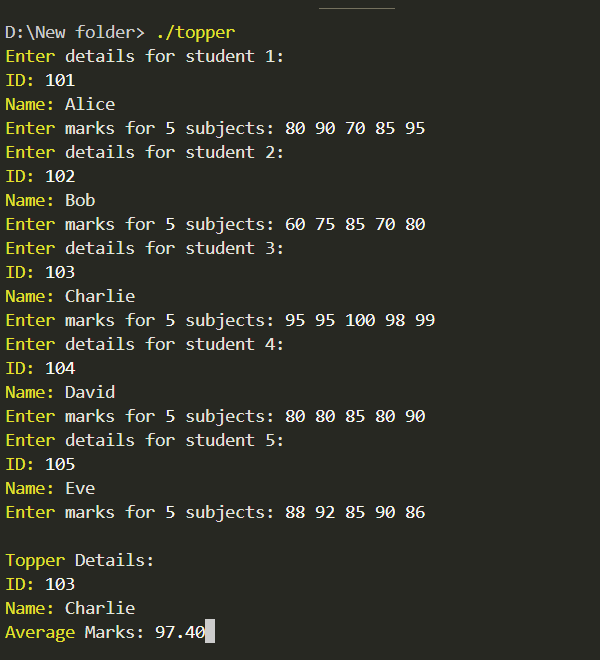 D:\New folder> ./topper
Enter details for student 1:
ID: 101
Name: Alice
Enter marks for 5 subjects: 80 90 70 85 95
Enter details for student 2:
ID: 102
Name: Bob
Enter marks for 5 subjects: 60 75 85 70 80
Enter details for student 3:
ID: 103
Name: Charlie
Enter marks for 5 subjects: 95 95 100 98 99
Enter details for student 4:
ID: 104
Name: David
Enter marks for 5 subjects: 80 80 85 80 90
Enter details for student 5:
ID: 105
Name: Eve
Enter marks for 5 subjects: 88 92 85 90 86
Topper Details:
ID: 103
Name: Charlie
Average Marks: 97.40